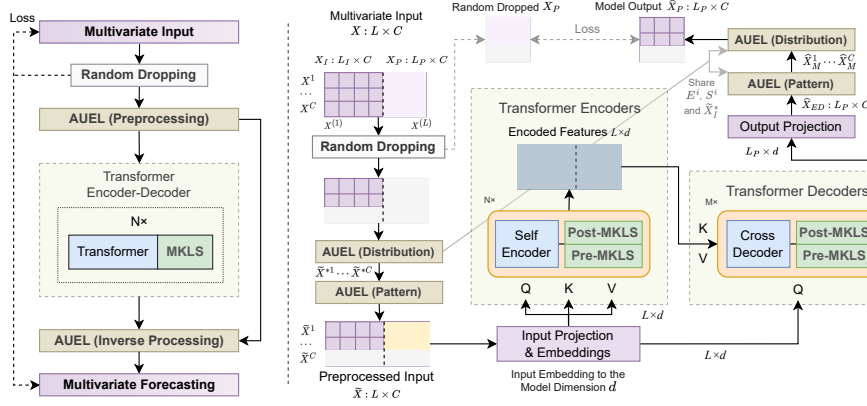 Loss
Multivariate Input
Random Dropping
AUEL (Preprocessing)
Transformer
Encoder-Decoder
N×
Transformer
MKLS
AUEL (Inverse Processing)
Multivariate Forecasting
Multivariate Input
X : L × C
X_I : L_I × C
X_P : L_P × C
X^1
...
X^C
X^(1)
X^(L)
Random Dropping
AUEL (Distribution)
X̃^{*1} ... X̃^{*C}
AUEL (Pattern)
X̃^1
...
X̃^C
Preprocessed Input
X̃ : L × C
Random Dropped X_P
Loss
Model Output X̂_P : L_P × C
AUEL (Distribution)
X̂_M^1 ... X̂_M^C
AUEL (Pattern)
Share
E^i, S^i
and X̃_I^*
X̂_ED : L_P × C
Output Projection
L_P × d
Transformer Encoders
Encoded Features L×d
N×
Self
Encoder
Post-MKLS
Pre-MKLS
Q
K
V
L×d
Input Projection
& Embeddings
Input Embedding to the
Model Dimension d
L×d
Transformer Decoders
M×
K
V
Cross
Decoder
Post-MKLS
Pre-MKLS
Q